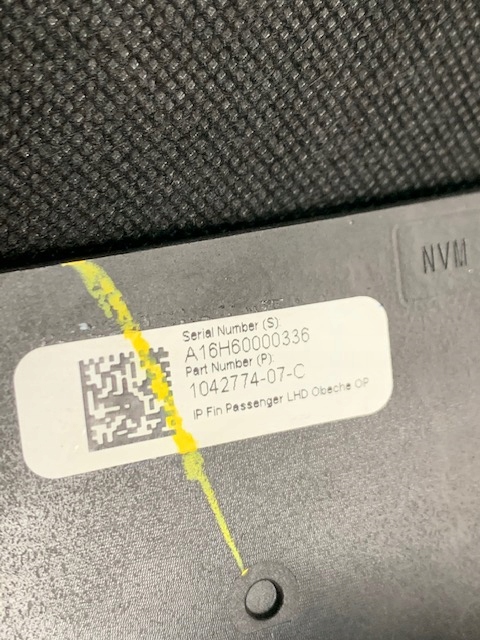 NVM
Serial Number (S):
A16H60000336
Part Number (P):
1042774-07-C
IP Fin Passenger LHD Obeche OP